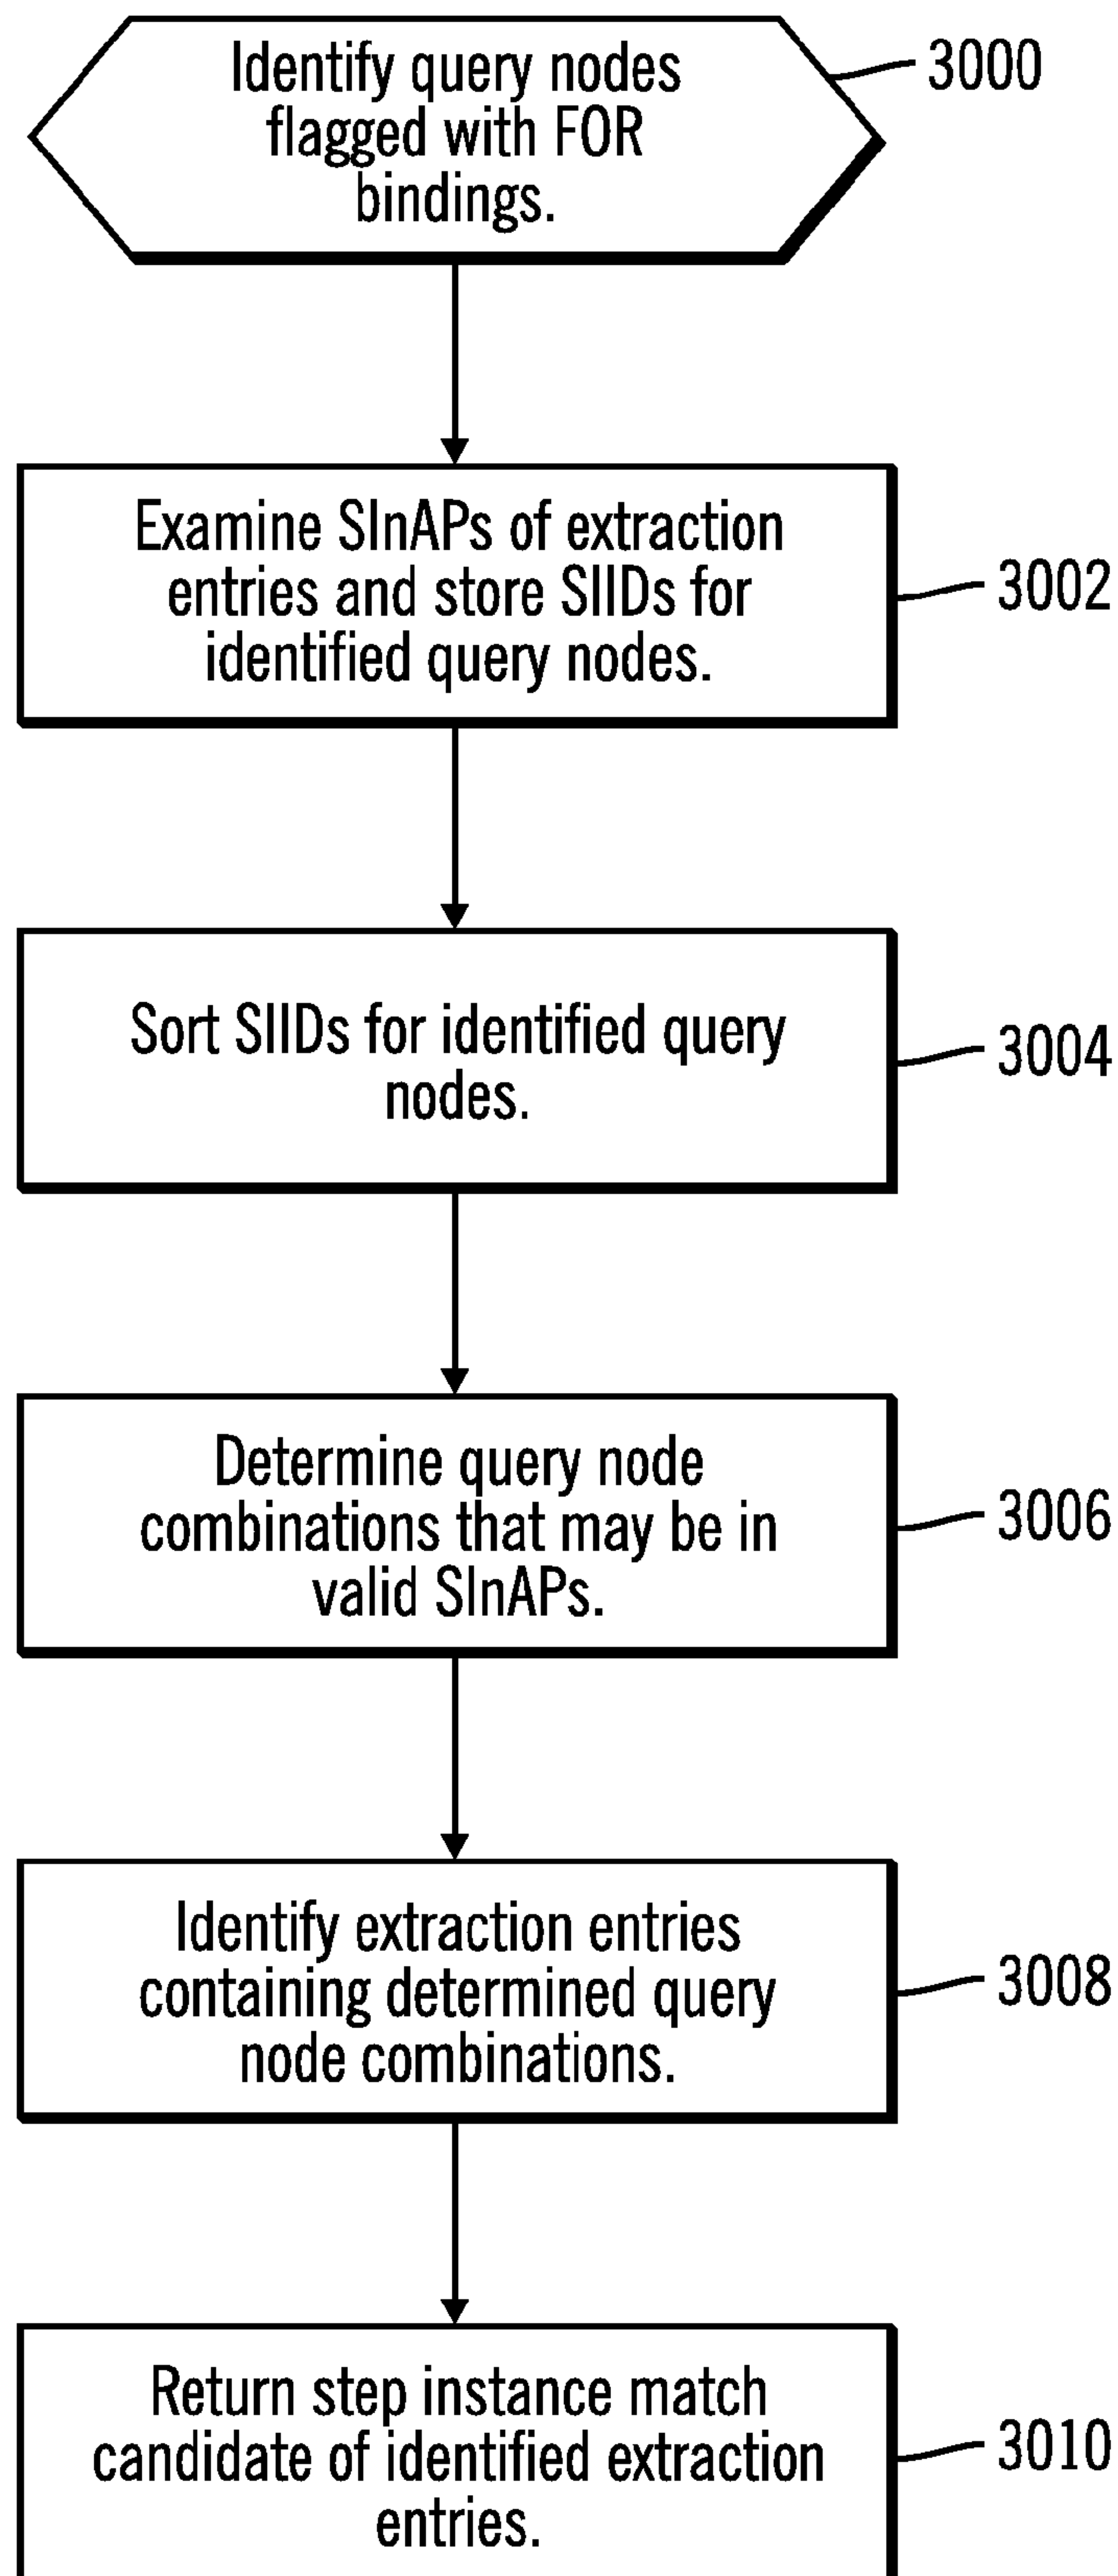 Identify query nodes
flagged with FOR
bindings.
3000
Examine SInAPs of extraction
entries and store SIIDs for
identified query nodes.
3002
Sort SIIDs for identified query
nodes.
3004
Determine query node
combinations that may be in
valid SInAPs.
3006
Identify extraction entries
containing determined query
node combinations.
3008
Return step instance match
candidate of identified extraction
entries.
3010